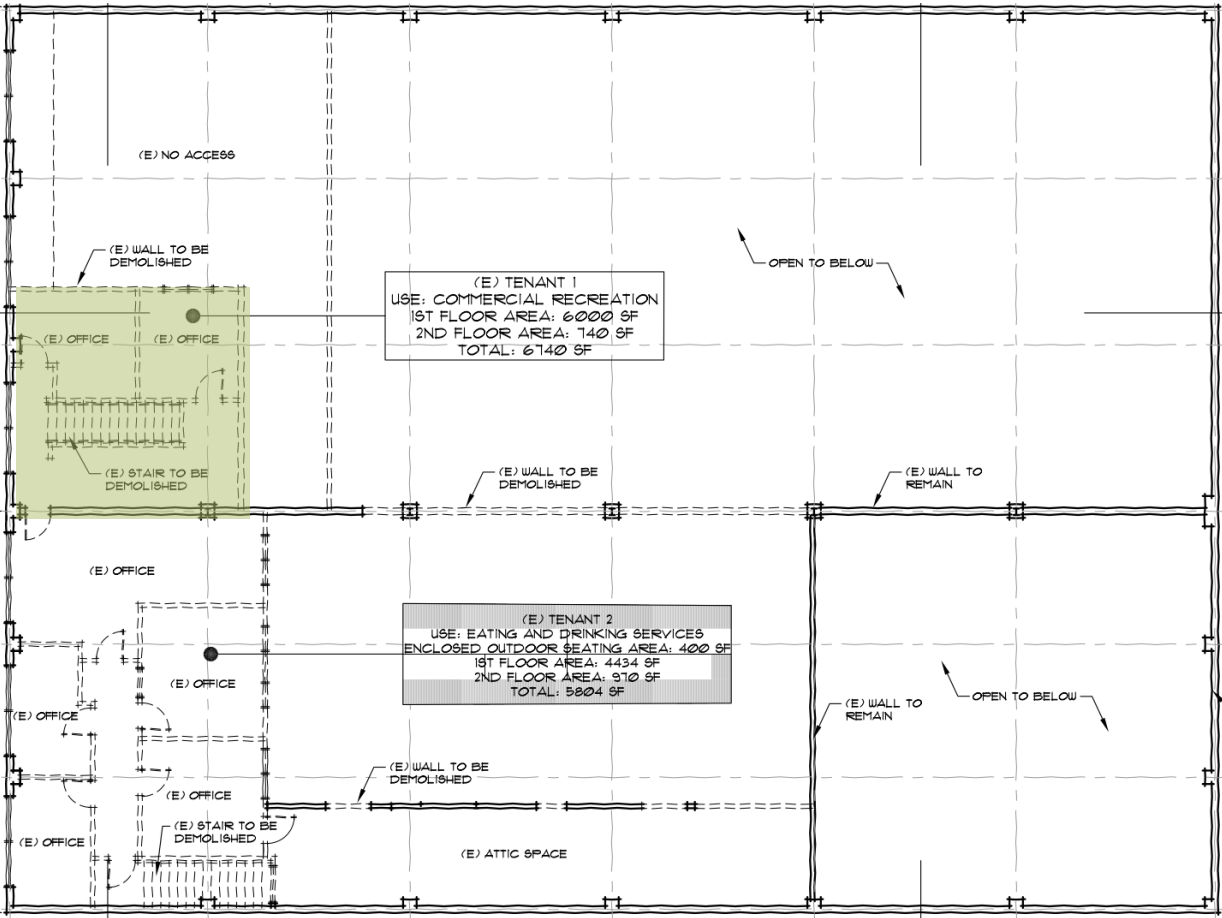 (E) NO ACCESS
(E) WALL TO BE
DEMOLISHED
OPEN TO BELOW
(E) TENANT 1
USE: COMMERCIAL RECREATION
1ST FLOOR AREA: 6000 SF
2ND FLOOR AREA: 740 SF
TOTAL: 6740 SF
(E) OFFICE
(E) OFFICE
(E) STAIR TO BE
DEMOLISHED
(E) WALL TO BE
DEMOLISHED
(E) WALL TO
REMAIN
(E) OFFICE
(E) TENANT 2
USE: EATING AND DRINKING SERVICES
ENCLOSED OUTDOOR SEATING AREA: 400 SF
1ST FLOOR AREA: 4434 SF
2ND FLOOR AREA: 970 SF
TOTAL: 5804 SF
(E) OFFICE
(E) OFFICE
(E) WALL TO
REMAIN
OPEN TO BELOW
(E) WALL TO BE
DEMOLISHED
(E) OFFICE
(E) STAIR TO BE
DEMOLISHED
(E) OFFICE
(E) ATTIC SPACE